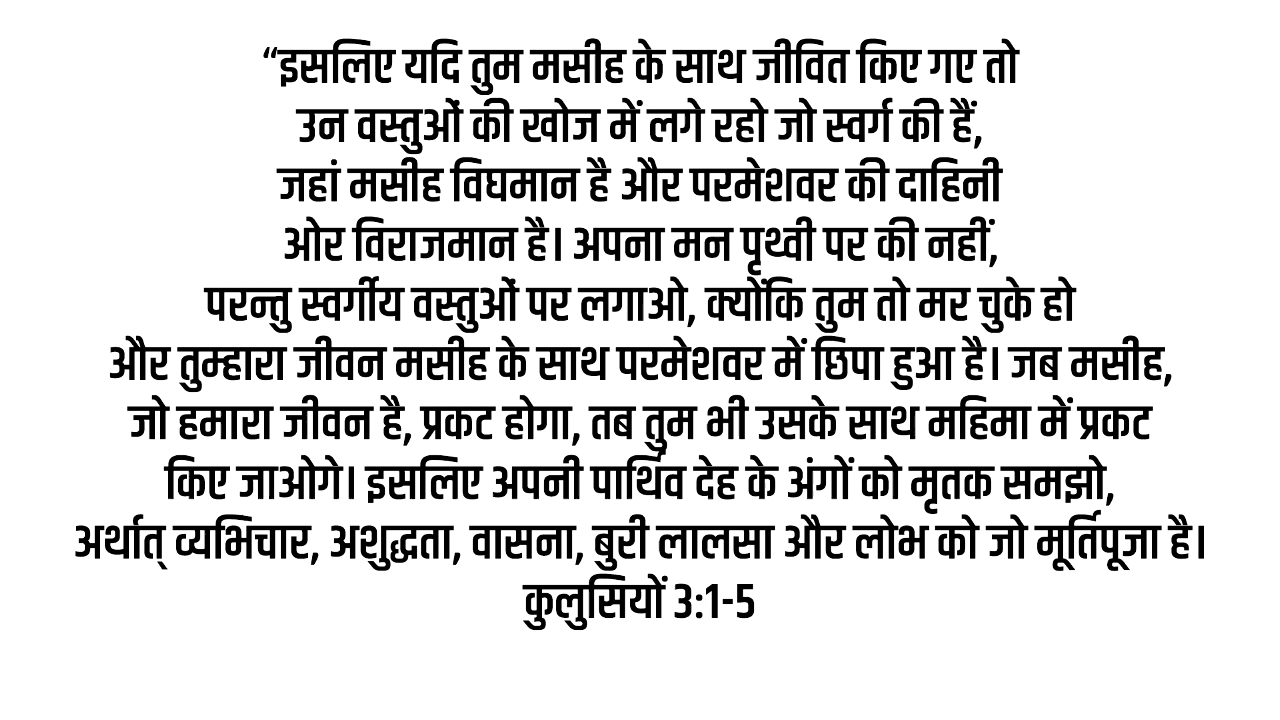 “इसलिए यदि तुम मसीह के साथ जीवित किए गए तो
उन वस्तुओं की खोज में लगे रहो जो स्वर्ग की हैं,
जहां मसीह विघमान है और परमेशवर की दाहिनी
ओर विराजमान है। अपना मन पृथ्वी पर की नहीं,
परन्तु स्वर्गीय वस्तुओं पर लगाओ, क्योंकि तुम तो मर चुके हो
और तुम्हारा जीवन मसीह के साथ परमेशवर में छिपा हुआ है। जब मसीह,
जो हमारा जीवन है, प्रकट होगा, तब तुम भी उसके साथ महिमा में प्रकट
किए जाओगे। इसलिए अपनी पार्थिव देह के अंगों को मृतक समझो,
अर्थात् व्यभिचार, अशुद्धता, वासना, बुरी लालसा और लोभ को जो मूर्तिपूजा है।
कुलुसियों 3:1-5